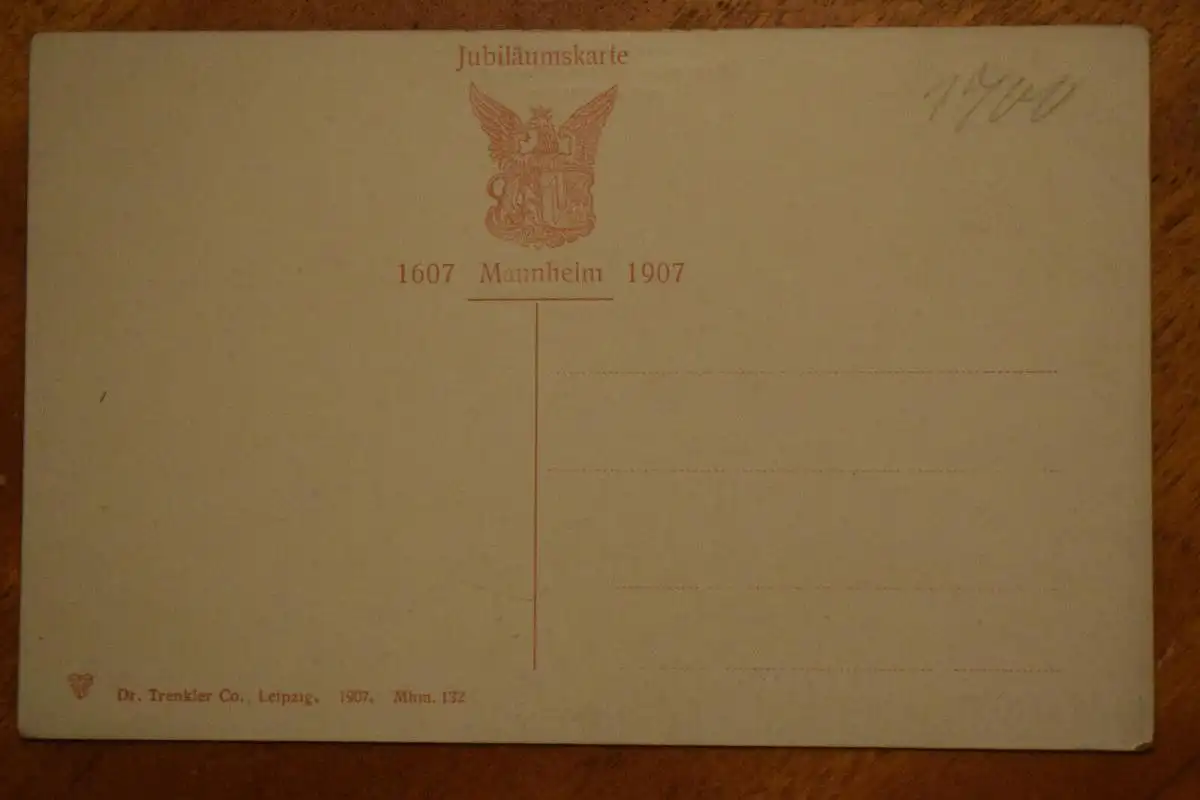 Jubiläumskarte
1700
1607 Mannheim 1907
Dr. Trenkler Co., Leipzig. 1907. Mhm. 132